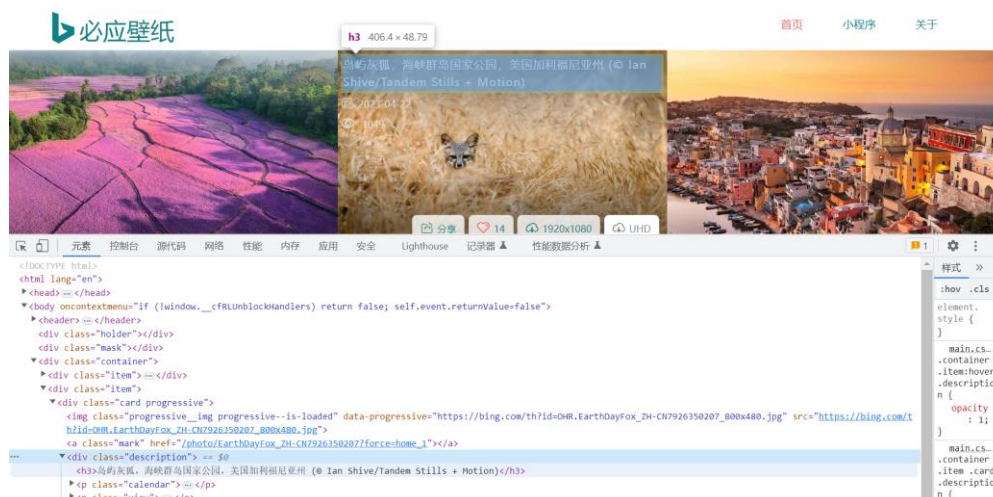 必应壁纸
首页 小程序 关于
h3 406.4 × 48.79
岛屿灰狐，海峡群岛国家公园，美国加利福尼亚州 (© Ian
Shive/Tandem Stills + Motion)
2023-04-22
分享 14 1920x1080 UHD
元素 控制台 源代码 网络 性能 内存 应用 安全 Lighthouse 记录器 性能数据分析 1
<!DOCTYPE html>
<html lang="en">
<head>…</head>
<body oncontextmenu="if (!window.__cfRLUnblockHandlers) return false; self.event.returnValue=false">
<header>…</header>
<div class="holder"></div>
<div class="mask"></div>
<div class="container">
<div class="item">…</div>
<div class="item">
<div class="card progressive">
<img class="progressive__img progressive--is-loaded" data-progressive="https://bing.com/th?id=OHR.EarthDayFox_ZH-CN7926350207_800x480.jpg" src="https://bing.com/t
h?id=OHR.EarthDayFox_ZH-CN7926350207_800x480.jpg">
<a class="mark" href="/photo/EarthDayFox_ZH-CN7926350207?force=home_1"></a>
<div class="description"> == $0
<h3>岛屿灰狐，海峡群岛国家公园，美国加利福尼亚州 (© Ian Shive/Tandem Stills + Motion)</h3>
<p class="calendar">…</p>
<p class="view">…</p>
样式 »
:hov .cls
element.
style {
}
main.cs…
.container
.item:hover
.descriptio
n {
opacity
: 1;
}
main.cs…
.container
.item .card
.descriptio
n {